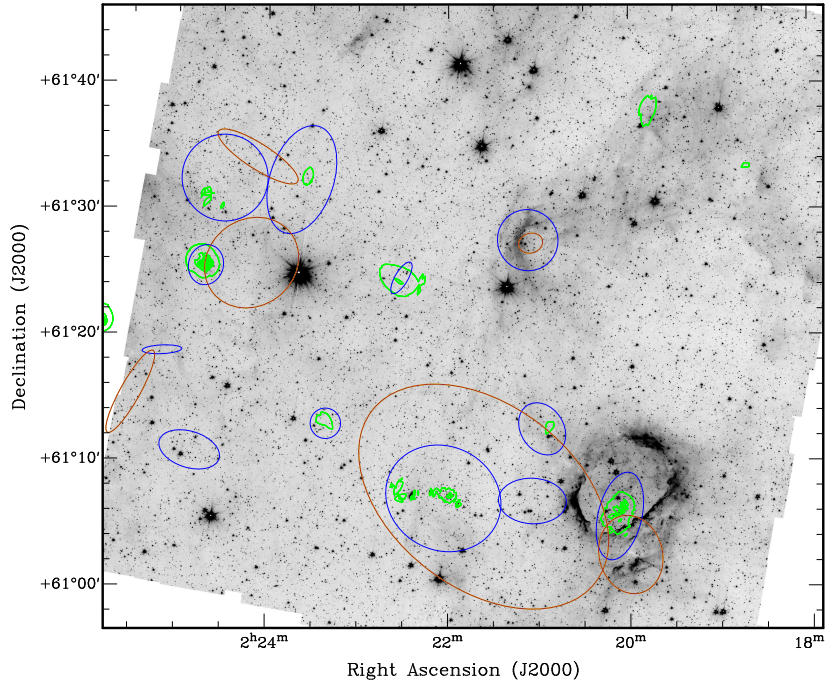 +61°40′
+61°30′
+61°20′
+61°10′
+61°00′
Declination (J2000)
2ʰ24ᵐ 22ᵐ 20ᵐ 18ᵐ
Right Ascension (J2000)